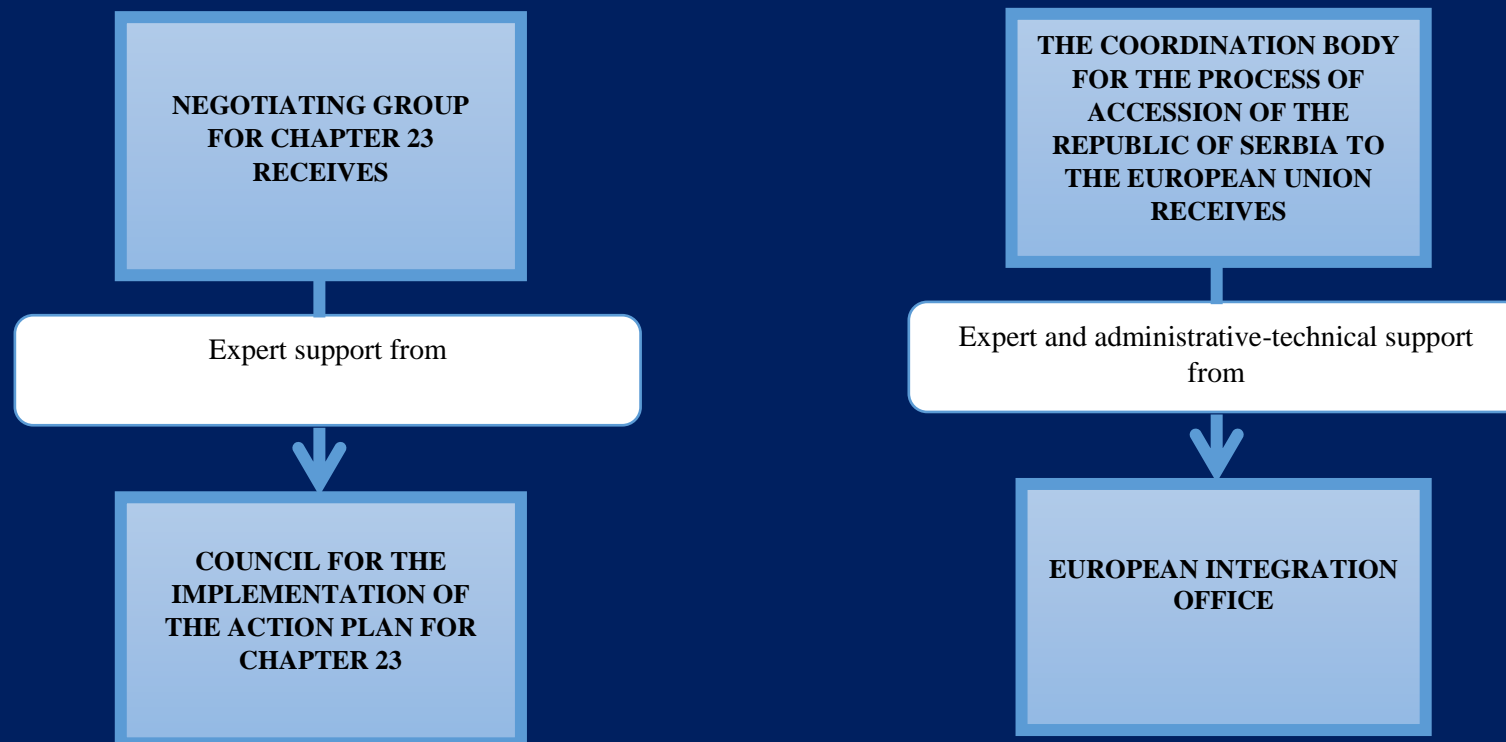 NEGOTIATING GROUP
FOR CHAPTER 23
RECEIVES
Expert support from
COUNCIL FOR THE
IMPLEMENTATION OF
THE ACTION PLAN FOR
CHAPTER 23
THE COORDINATION BODY
FOR THE PROCESS OF
ACCESSION OF THE
REPUBLIC OF SERBIA TO
THE EUROPEAN UNION
RECEIVES
Expert and administrative-technical support
from
EUROPEAN INTEGRATION
OFFICE